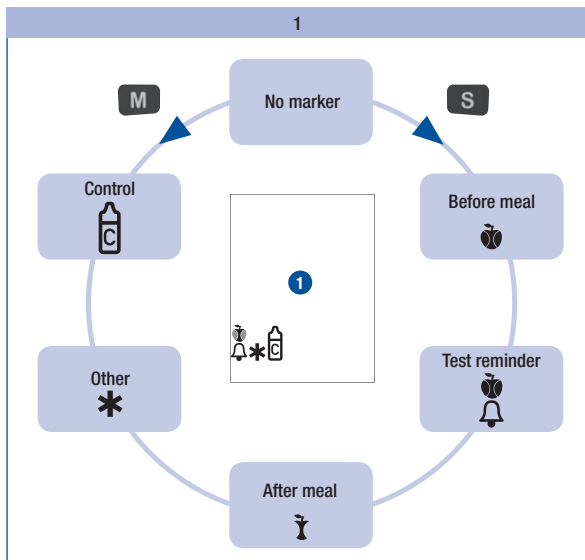 1
M
No marker
S
Control
C
Before meal
1
C
Other
Test reminder
After meal